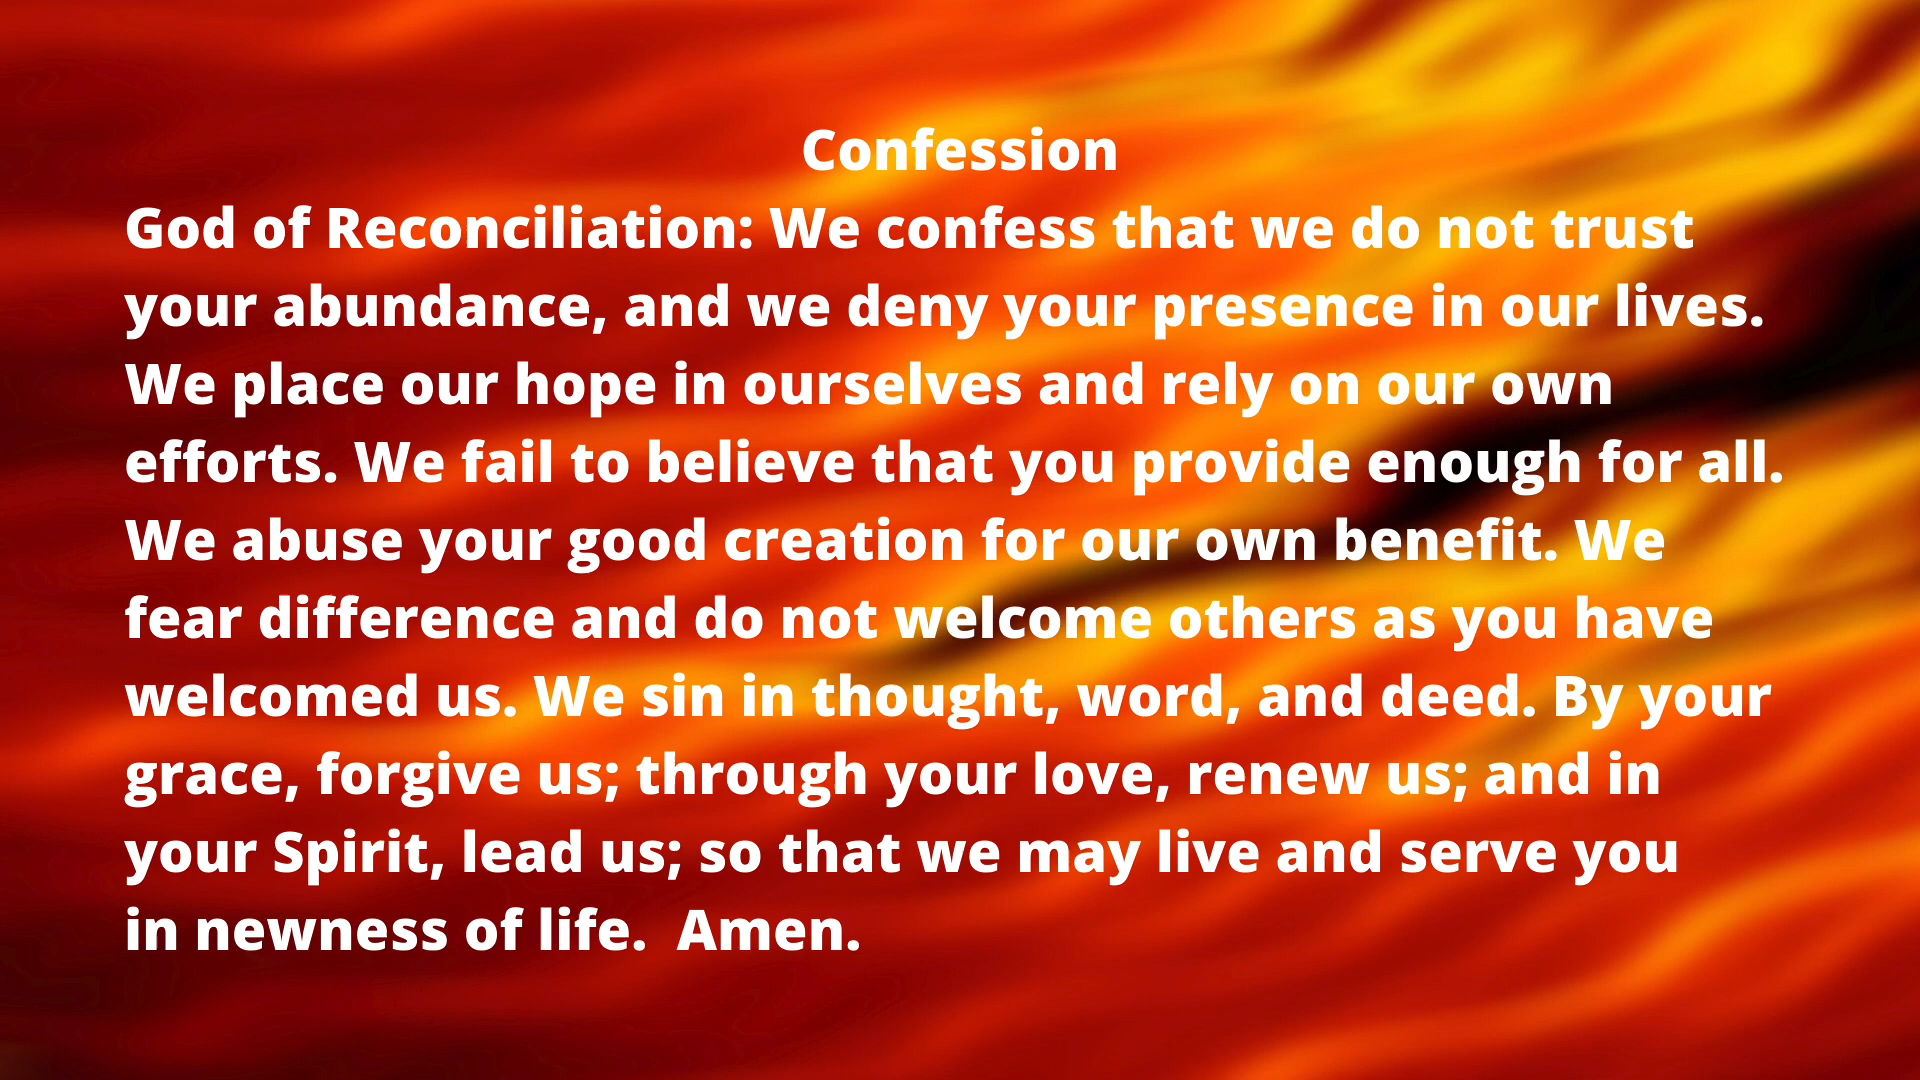 Confession
God of Reconciliation: We confess that we do not trust
your abundance, and we deny your presence in our lives.
We place our hope in ourselves and rely on our own
efforts. We fail to believe that you provide enough for all.
We abuse your good creation for our own benefit. We
fear difference and do not welcome others as you have
welcomed us. We sin in thought, word, and deed. By your
grace, forgive us; through your love, renew us; and in
your Spirit, lead us; so that we may live and serve you
in newness of life.  Amen.